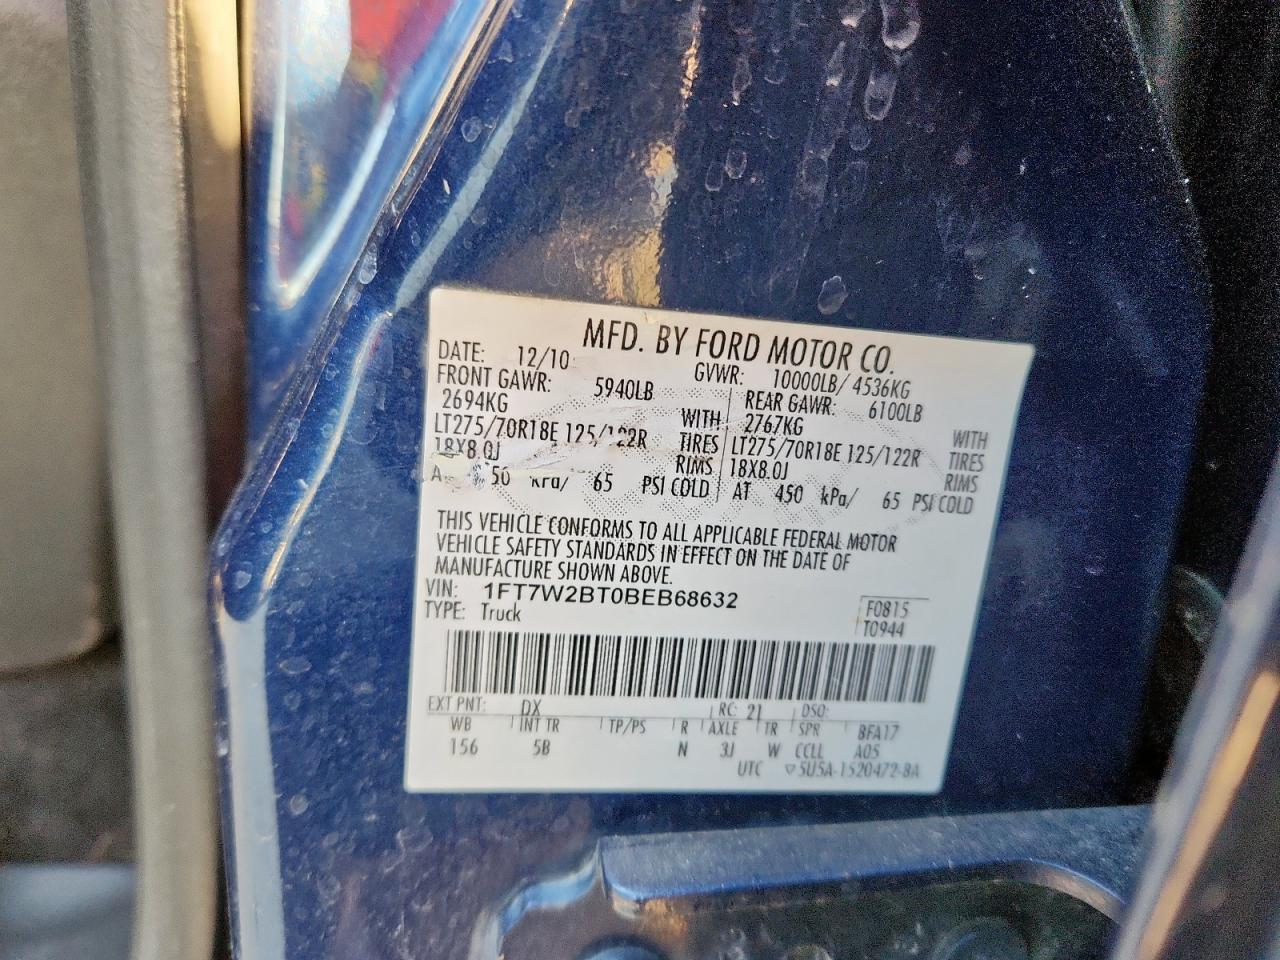 MFD. BY FORD MOTOR CO.
DATE: 12/10 GVWR: 10000LB/ 4536KG
FRONT GAWR: 5940LB REAR GAWR: 6100LB
2694KG WITH 2767KG WITH
LT275/70R18E 125/122R TIRES LT275/70R18E 125/122R TIRES
18X8.0J RIMS 18X8.0J RIMS
50 kPa/ 65 PSI COLD AT 450 kPa/ 65 PSI COLD
THIS VEHICLE CONFORMS TO ALL APPLICABLE FEDERAL MOTOR
VEHICLE SAFETY STANDARDS IN EFFECT ON THE DATE OF
MANUFACTURE SHOWN ABOVE.
VIN: 1FT7W2BT0BEB68632 F0815
TYPE: Truck T0944
EXT PNT: DX RC: 21 DSO:
WB INT TR TP/PS R AXLE TR SPR BFA17
156 5B N 3J W CCLL A05
UTC ▽5U5A-1520472-BA